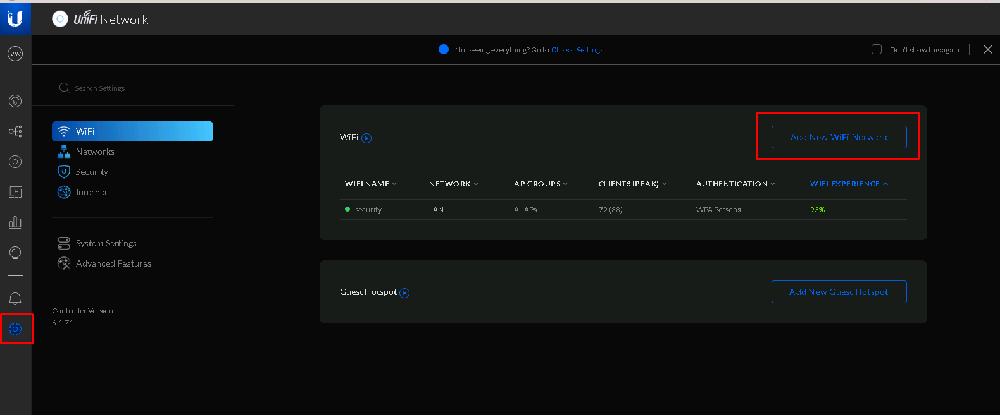 UniFi Network
VW
i Not seeing everything? Go to Classic Settings
Don't show this again
Search Settings
WiFi
Networks
Security
Internet
System Settings
Advanced Features
Controller Version
6.1.71
WiFi
Add New WiFi Network
WIFI NAME NETWORK AP GROUPS CLIENTS (PEAK) AUTHENTICATION WIFI EXPERIENCE
security LAN All APs 72 (88) WPA Personal 93%
Guest Hotspot
Add New Guest Hotspot